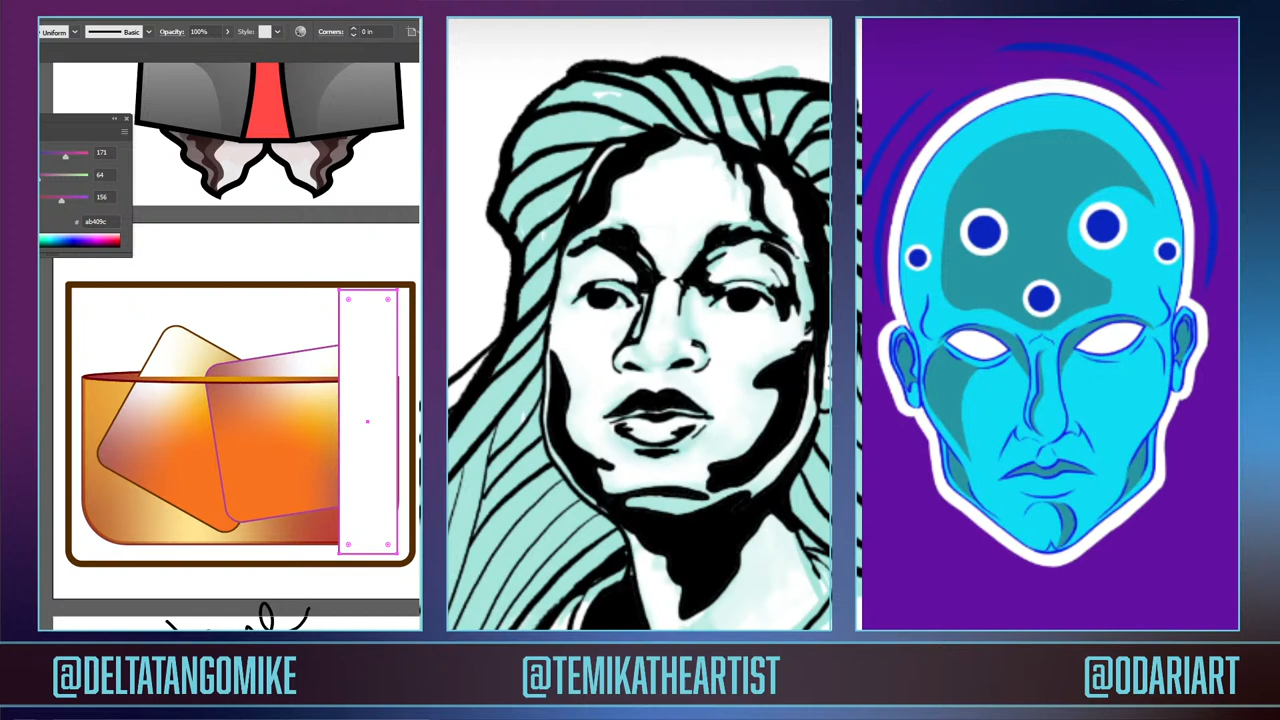 Uniform Basic Opacity: 100% Style: Corners: 0 in
171
64
156
# ab409c
@DELTATANGOMIKE @TEMIKATHEARTIST @ODARIART